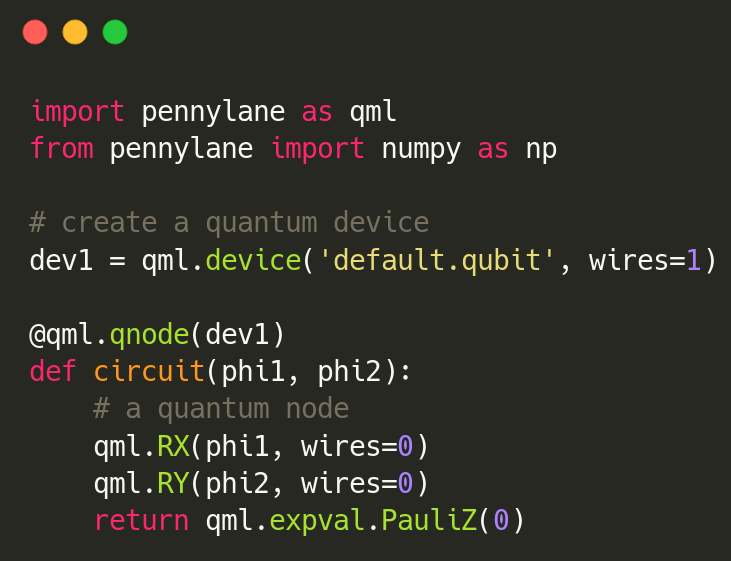 import pennylane as qml
from pennylane import numpy as np
# create a quantum device
dev1 = qml.device('default.qubit', wires=1)
@qml.qnode(dev1)
def circuit(phi1, phi2):
    # a quantum node
    qml.RX(phi1, wires=0)
    qml.RY(phi2, wires=0)
    return qml.expval.PauliZ(0)